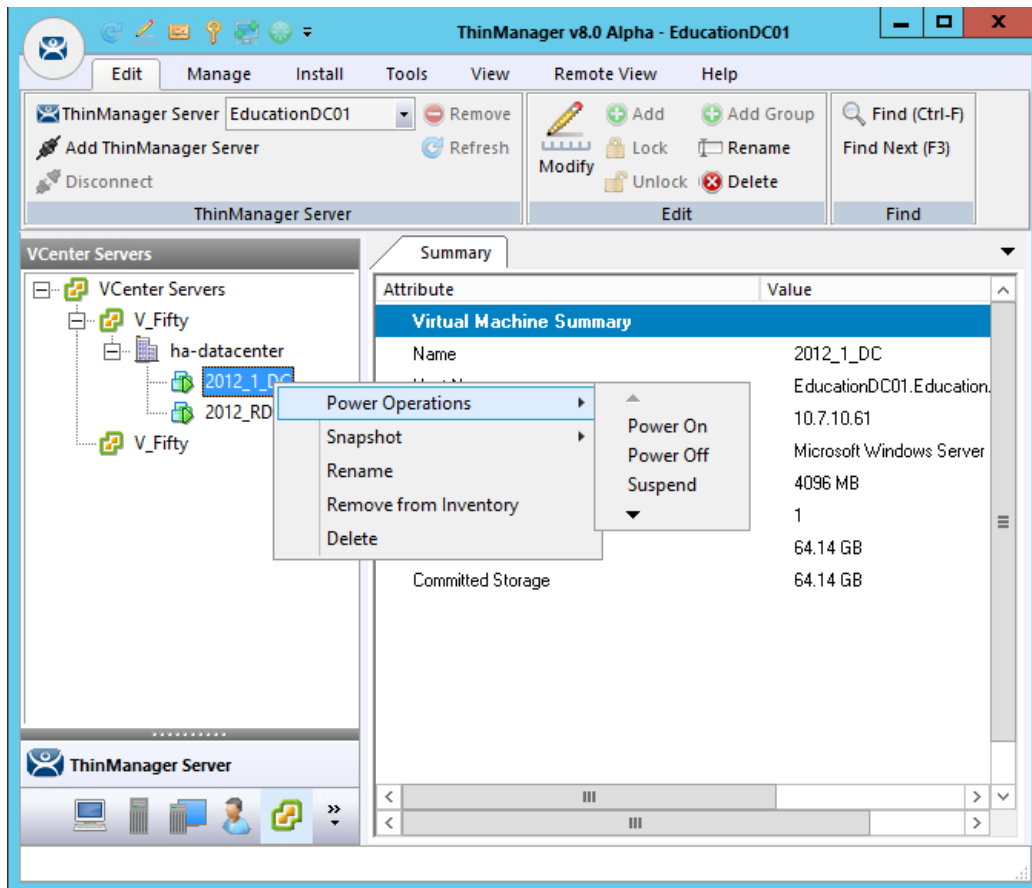 ThinManager v8.0 Alpha - EducationDC01
Edit Manage Install Tools View Remote View Help
ThinManager Server EducationDC01 Remove
Add ThinManager Server Refresh
Disconnect
ThinManager Server
Modify
Add Add Group
Lock Rename
Unlock Delete
Edit
Find (Ctrl-F)
Find Next (F3)
Find
VCenter Servers
VCenter Servers
V_Fifty
ha-datacenter
2012_1_DC
2012_RD
V_Fifty
Power Operations
Snapshot
Rename
Remove from Inventory
Delete
Power On
Power Off
Suspend
Summary
Attribute Value
Virtual Machine Summary
Name 2012_1_DC
EducationDC01.Education.
10.7.10.61
Microsoft Windows Server
4096 MB
1
64.14 GB
Committed Storage 64.14 GB
ThinManager Server